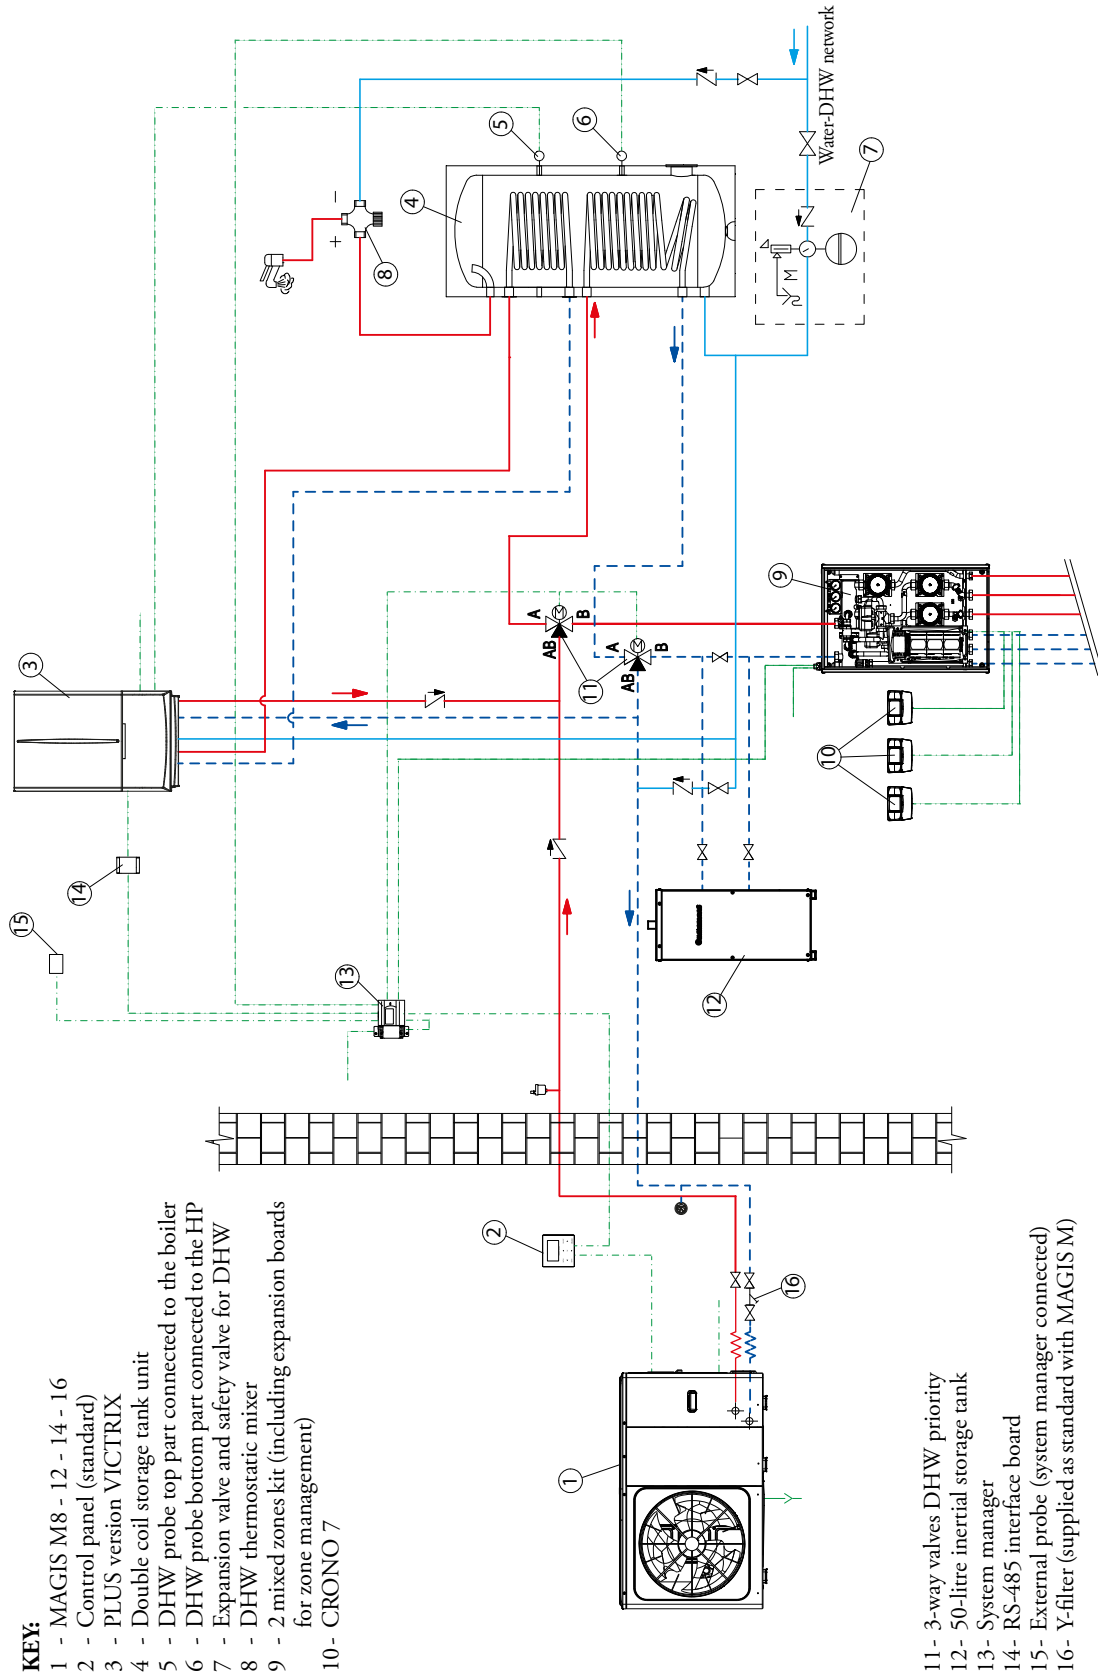 KEY:
1 - MAGIS M8 - 12 - 14 - 16
2 - Control panel (standard)
3 - PLUS version VICTRIX
4 - Double coil storage tank unit
5 - DHW probe top part connected to the boiler
6 - DHW probe bottom part connected to the HP
7 - Expansion valve and safety valve for DHW
8 - DHW thermostatic mixer
9 - 2 mixed zones kit (including expansion boards
for zone management)
10- CRONO 7
11- 3-way valves DHW priority
12- 50-litre inertial storage tank
13- System manager
14- RS-485 interface board
15- External probe (system manager connected)
16- Y-filter (supplied as standard with MAGIS M)
15
14
3
13
2
1
16
12
11
AB
A
B
M
AB
A
B
M
10
9
8
+
-
4
5
6
7
M
Water-DHW network